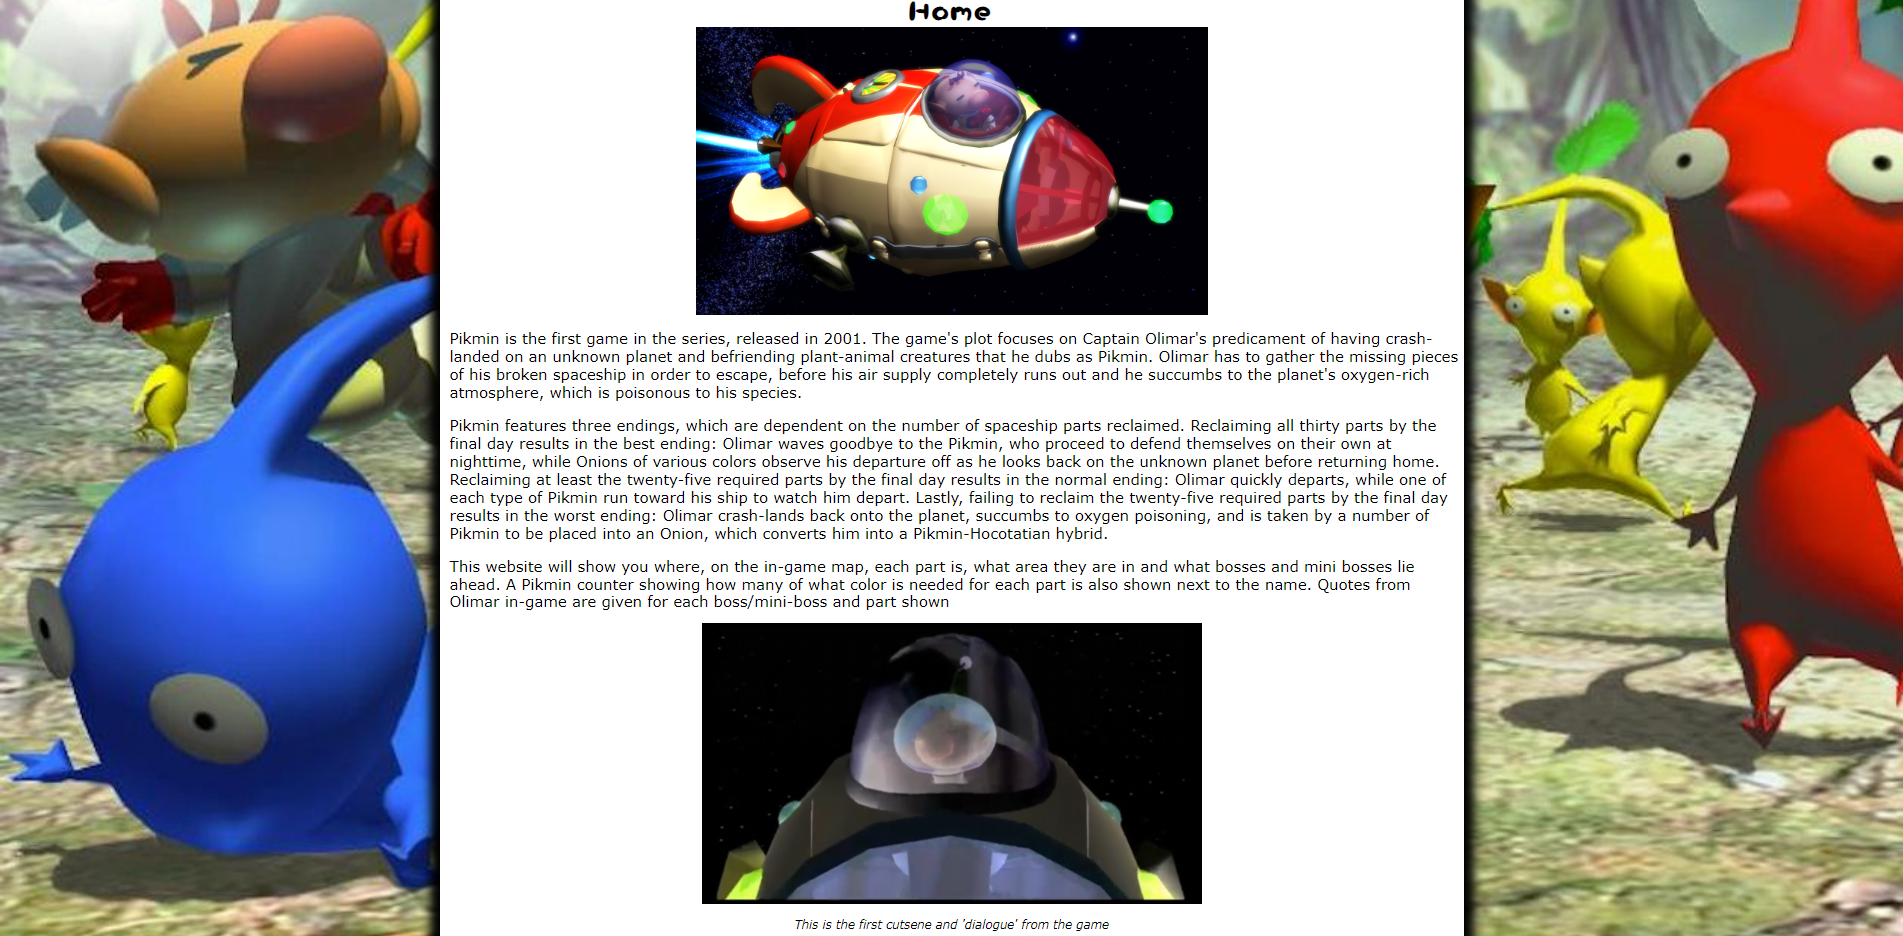 Home
Pikmin is the first game in the series, released in 2001. The game's plot focuses on Captain Olimar's predicament of having crash-
landed on an unknown planet and befriending plant-animal creatures that he dubs as Pikmin. Olimar has to gather the missing pieces
of his broken spaceship in order to escape, before his air supply completely runs out and he succumbs to the planet's oxygen-rich
atmosphere, which is poisonous to his species.
Pikmin features three endings, which are dependent on the number of spaceship parts reclaimed. Reclaiming all thirty parts by the
final day results in the best ending: Olimar waves goodbye to the Pikmin, who proceed to defend themselves on their own at
nighttime, while Onions of various colors observe his departure off as he looks back on the unknown planet before returning home.
Reclaiming at least the twenty-five required parts by the final day results in the normal ending: Olimar quickly departs, while one of
each type of Pikmin run toward his ship to watch him depart. Lastly, failing to reclaim the twenty-five required parts by the final day
results in the worst ending: Olimar crash-lands back onto the planet, succumbs to oxygen poisoning, and is taken by a number of
Pikmin to be placed into an Onion, which converts him into a Pikmin-Hocotatian hybrid.
This website will show you where, on the in-game map, each part is, what area they are in and what bosses and mini bosses lie
ahead. A Pikmin counter showing how many of what color is needed for each part is also shown next to the name. Quotes from
Olimar in-game are given for each boss/mini-boss and part shown
This is the first cutsene and 'dialogue' from the game